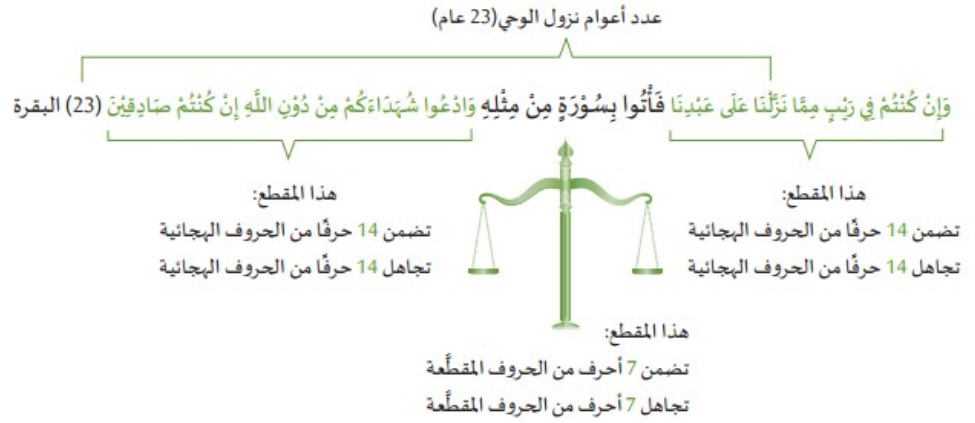 عدد أعوام نزول الوحي(23 عام)
وَإِنْ كُنْتُمْ فِي رَيْبٍ مِمَّا نَزَّلْنَا عَلَى عَبْدِنَا فَأْتُوا بِسُوْرَةٍ مِنْ مِثْلِهِ وَادْعُوا شُهَدَاءَكُمْ مِنْ دُوْنِ اللَّهِ إِنْ كُنْتُمْ صَادِقِيْنَ (23) البقرة
هذا المقطع:
تضمن 14 حرفًا من الحروف الهجائية
تجاهل 14 حرفًا من الحروف الهجائية
هذا المقطع:
تضمن 14 حرفًا من الحروف الهجائية
تجاهل 14 حرفًا من الحروف الهجائية
هذا المقطع:
تضمن 7 أحرف من الحروف المقطَّعة
تجاهل 7 أحرف من الحروف المقطَّعة